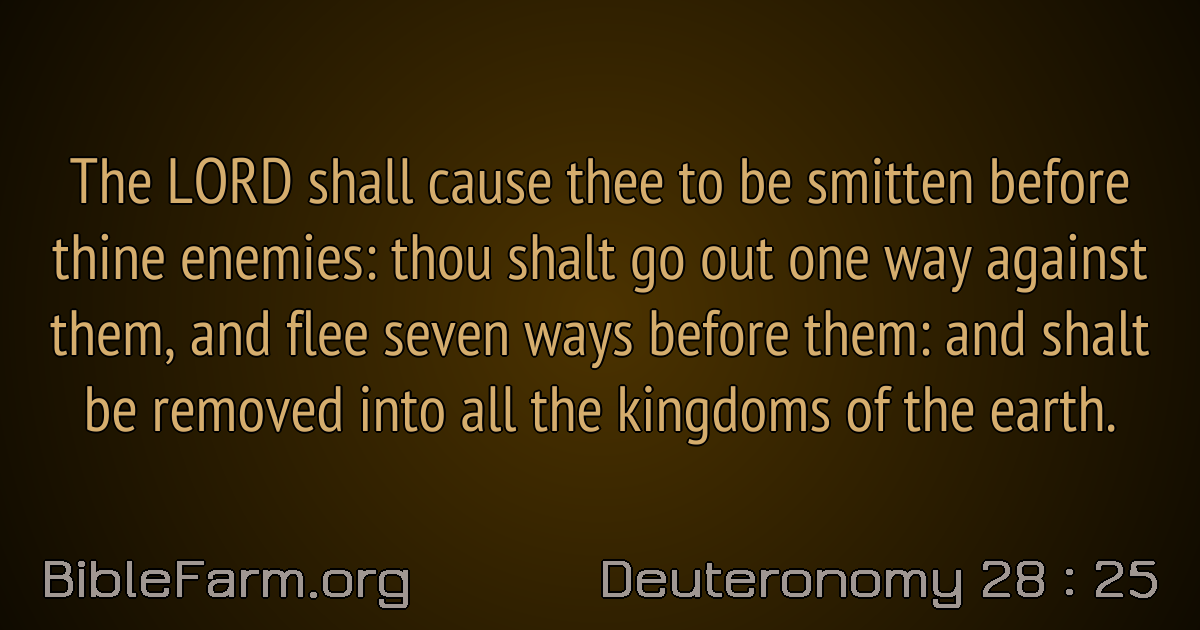 The LORD shall cause thee to be smitten before
thine enemies: thou shalt go out one way against
them, and flee seven ways before them: and shalt
be removed into all the kingdoms of the earth.
BibleFarm.org
Deuteronomy 28 : 25